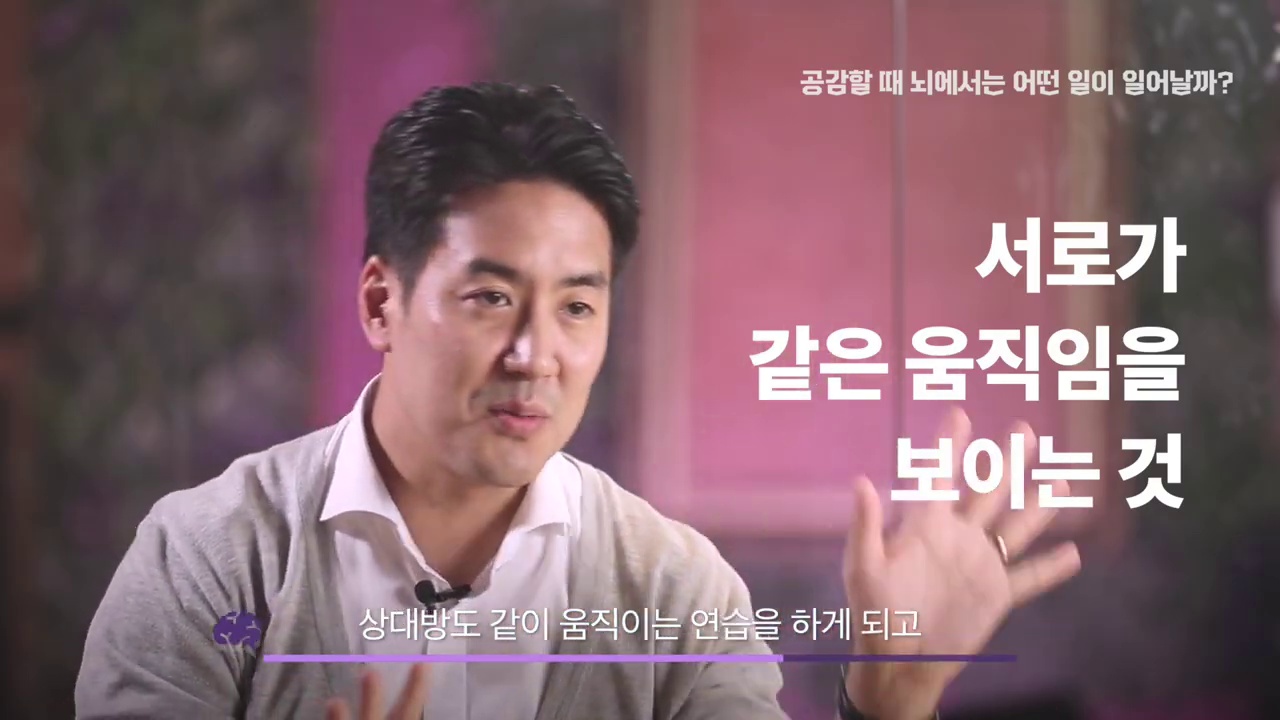 공감할 때 뇌에서는 어떤 일이 일어날까?
서로가
같은 움직임을
보이는 것
상대방도 같이 움직이는 연습을 하게 되고